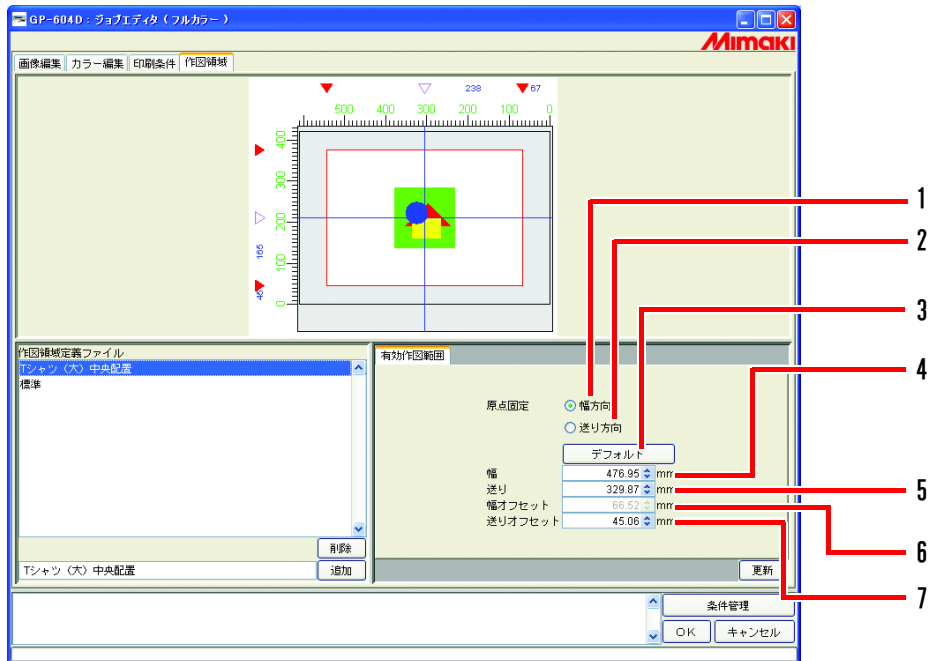 GP-604D : ジョブエディタ ( フルカラー )
Mimaki
画像編集 カラー編集 印刷条件 作図領域
238 67
500 400 300 200 100 0
400
300
200
165
100
45
0
1
2
3
4
5
6
7
作図領域定義ファイル
Tシャツ（大）中央配置
標準
削除
Tシャツ（大）中央配置 追加
有効作図範囲
原点固定 幅方向
送り方向
デフォルト
幅 476.95 mm
送り 329.87 mm
幅オフセット 66.52 mm
送りオフセット 45.06 mm
更新
条件管理
OK キャンセル